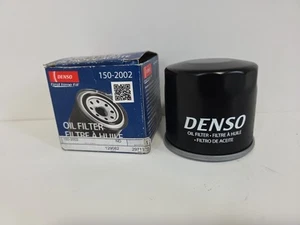 DENSO
150-2002
OIL FILTER
FILTRE À HUILE
DENSO
OIL FILTER · FILTRE À HUILE
· FILTRO DE ACEITE